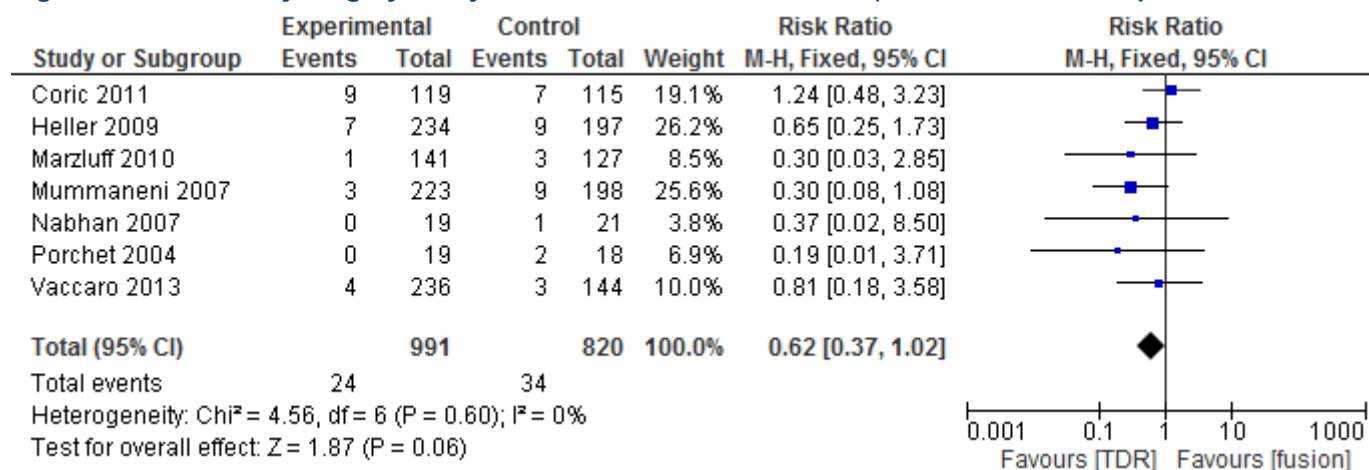 Experimental Control Risk Ratio Risk Ratio
Study or Subgroup Events Total Events Total Weight M-H, Fixed, 95% CI M-H, Fixed, 95% CI
Coric 2011 9 119 7 115 19.1% 1.24 [0.48, 3.23]
Heller 2009 7 234 9 197 26.2% 0.65 [0.25, 1.73]
Marzluff 2010 1 141 3 127 8.5% 0.30 [0.03, 2.85]
Mummaneni 2007 3 223 9 198 25.6% 0.30 [0.08, 1.08]
Nabhan 2007 0 19 1 21 3.8% 0.37 [0.02, 8.50]
Porchet 2004 0 19 2 18 6.9% 0.19 [0.01, 3.71]
Vaccaro 2013 4 236 3 144 10.0% 0.81 [0.18, 3.58]
Total (95% CI) 991 820 100.0% 0.62 [0.37, 1.02]
Total events 24 34
Heterogeneity: Chi² = 4.56, df = 6 (P = 0.60); I² = 0%
Test for overall effect: Z = 1.87 (P = 0.06)
0.001 0.1 1 10 1000
Favours [TDR] Favours [fusion]